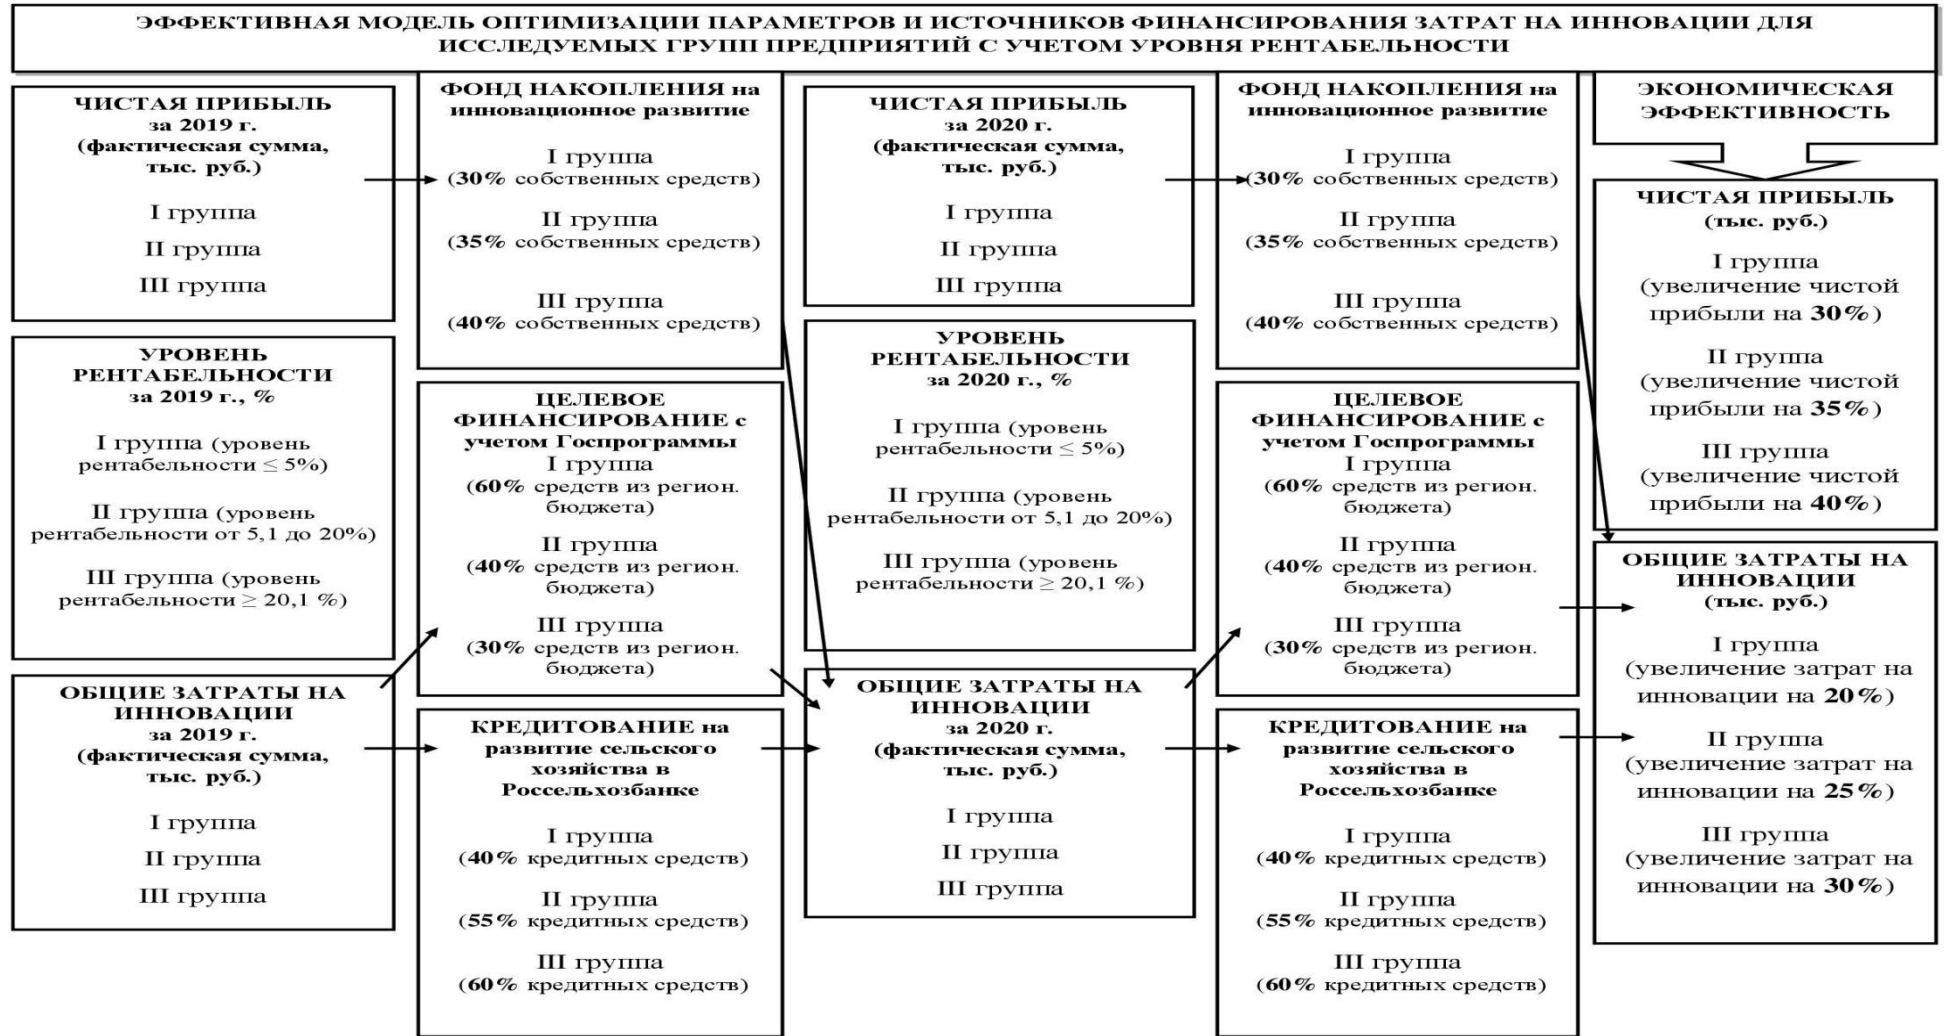 ЭФФЕКТИВНАЯ МОДЕЛЬ ОПТИМИЗАЦИИ ПАРАМЕТРОВ И ИСТОЧНИКОВ ФИНАНСИРОВАНИЯ ЗАТРАТ НА ИННОВАЦИИ ДЛЯ
ИССЛЕДУЕМЫХ ГРУПП ПРЕДПРИЯТИЙ С УЧЕТОМ УРОВНЯ РЕНТАБЕЛЬНОСТИ
ЧИСТАЯ ПРИБЫЛЬ
за 2019 г.
(фактическая сумма,
тыс. руб.)
I группа
II группа
III группа
УРОВЕНЬ
РЕНТАБЕЛЬНОСТИ
за 2019 г., %
I группа (уровень
рентабельности ≤ 5%)
II группа (уровень
рентабельности от 5,1 до 20%)
III группа (уровень
рентабельности ≥ 20,1 %)
ОБЩИЕ ЗАТРАТЫ НА
ИННОВАЦИИ
за 2019 г.
(фактическая сумма,
тыс. руб.)
I группа
II группа
III группа
ФОНД НАКОПЛЕНИЯ на
инновационное развитие
I группа
(30% собственных средств)
II группа
(35% собственных средств)
III группа
(40% собственных средств)
ЦЕЛЕВОЕ
ФИНАНСИРОВАНИЕ с
учетом Госпрограммы
I группа
(60% средств из регион.
бюджета)
II группа
(40% средств из регион.
бюджета)
III группа
(30% средств из регион.
бюджета)
КРЕДИТОВАНИЕ на
развитие сельского
хозяйства в
Россельхозбанке
I группа
(40% кредитных средств)
II группа
(55% кредитных средств)
III группа
(60% кредитных средств)
ЧИСТАЯ ПРИБЫЛЬ
за 2020 г.
(фактическая сумма,
тыс. руб.)
I группа
II группа
III группа
УРОВЕНЬ
РЕНТАБЕЛЬНОСТИ
за 2020 г., %
I группа (уровень
рентабельности ≤ 5%)
II группа (уровень
рентабельности от 5,1 до 20%)
III группа (уровень
рентабельности ≥ 20,1 %)
ОБЩИЕ ЗАТРАТЫ НА
ИННОВАЦИИ
за 2020 г.
(фактическая сумма,
тыс. руб.)
I группа
II группа
III группа
ФОНД НАКОПЛЕНИЯ на
инновационное развитие
I группа
(30% собственных средств)
II группа
(35% собственных средств)
III группа
(40% собственных средств)
ЦЕЛЕВОЕ
ФИНАНСИРОВАНИЕ с
учетом Госпрограммы
I группа
(60% средств из регион.
бюджета)
II группа
(40% средств из регион.
бюджета)
III группа
(30% средств из регион.
бюджета)
КРЕДИТОВАНИЕ на
развитие сельского
хозяйства в
Россельхозбанке
I группа
(40% кредитных средств)
II группа
(55% кредитных средств)
III группа
(60% кредитных средств)
ЭКОНОМИЧЕСКАЯ
ЭФФЕКТИВНОСТЬ
ЧИСТАЯ ПРИБЫЛЬ
(тыс. руб.)
I группа
(увеличение чистой
прибыли на 30%)
II группа
(увеличение чистой
прибыли на 35%)
III группа
(увеличение чистой
прибыли на 40%)
ОБЩИЕ ЗАТРАТЫ НА
ИННОВАЦИИ
(тыс. руб.)
I группа
(увеличение затрат на
инновации на 20%)
II группа
(увеличение затрат на
инновации на 25%)
III группа
(увеличение затрат на
инновации на 30%)